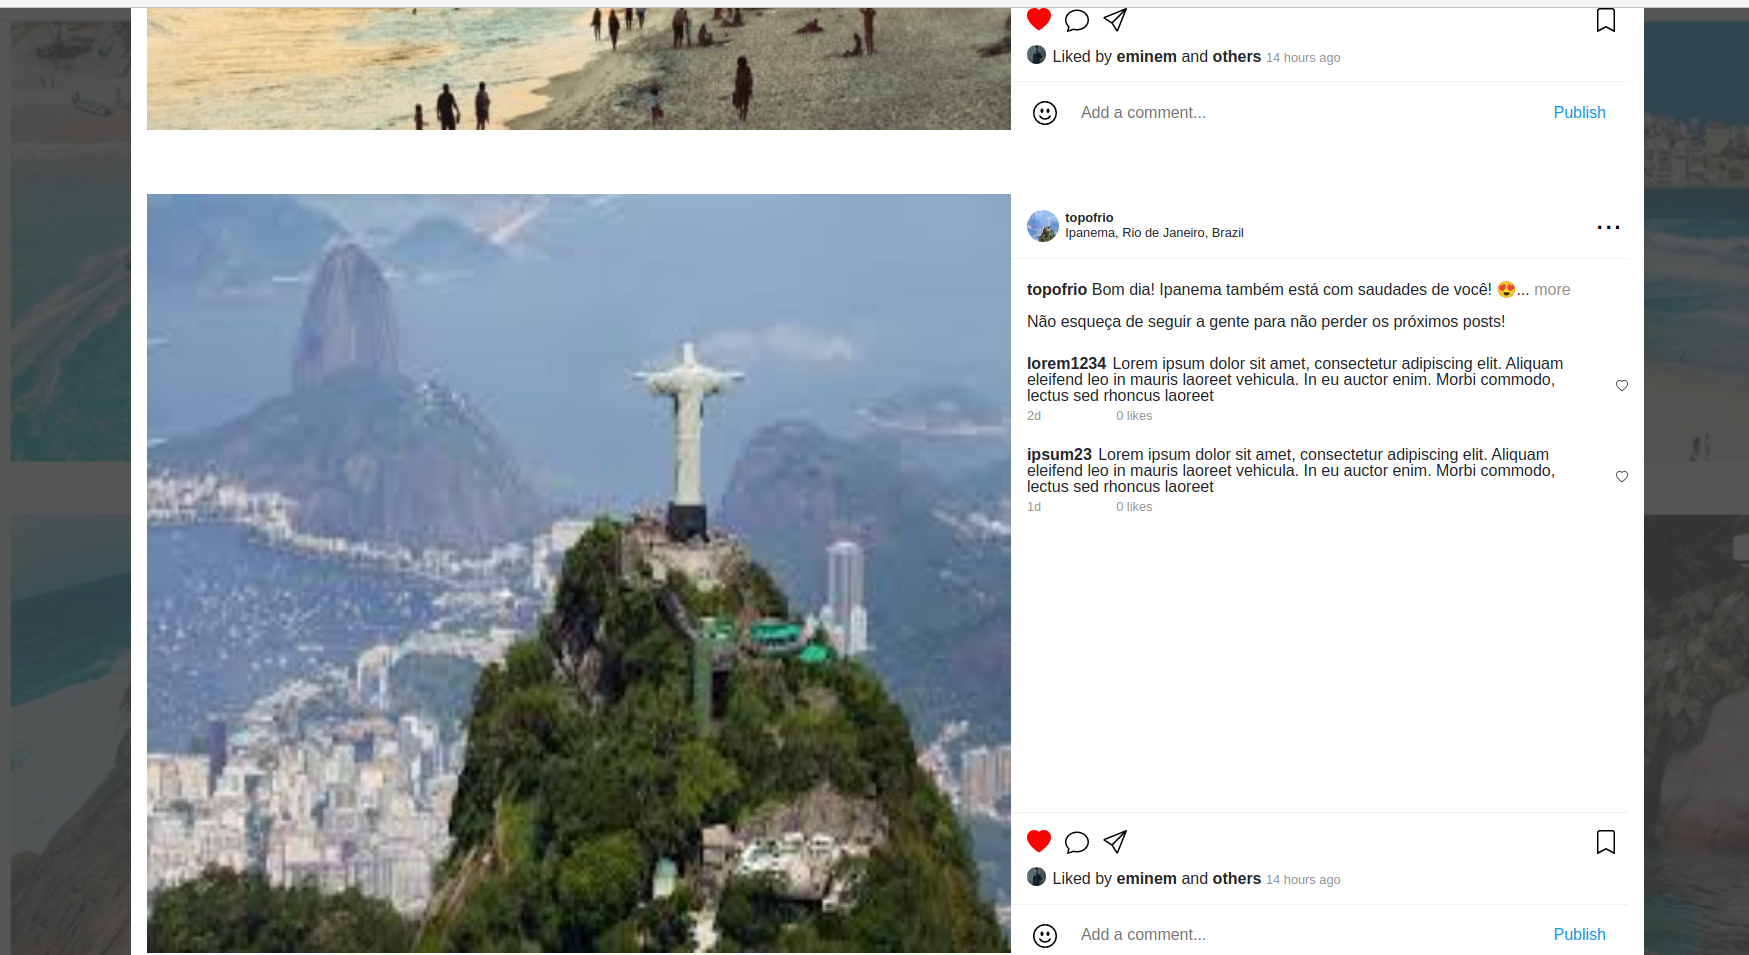 Liked by eminem and others 14 hours ago
Add a comment... Publish
topofrio
Ipanema, Rio de Janeiro, Brazil
topofrio Bom dia! Ipanema também está com saudades de você! 😍... more
Não esqueça de seguir a gente para não perder os próximos posts!
lorem1234 Lorem ipsum dolor sit amet, consectetur adipiscing elit. Aliquam
eleifend leo in mauris laoreet vehicula. In eu auctor enim. Morbi commodo,
lectus sed rhoncus laoreet
2d 0 likes
ipsum23 Lorem ipsum dolor sit amet, consectetur adipiscing elit. Aliquam
eleifend leo in mauris laoreet vehicula. In eu auctor enim. Morbi commodo,
lectus sed rhoncus laoreet
1d 0 likes
Liked by eminem and others 14 hours ago
Add a comment... Publish